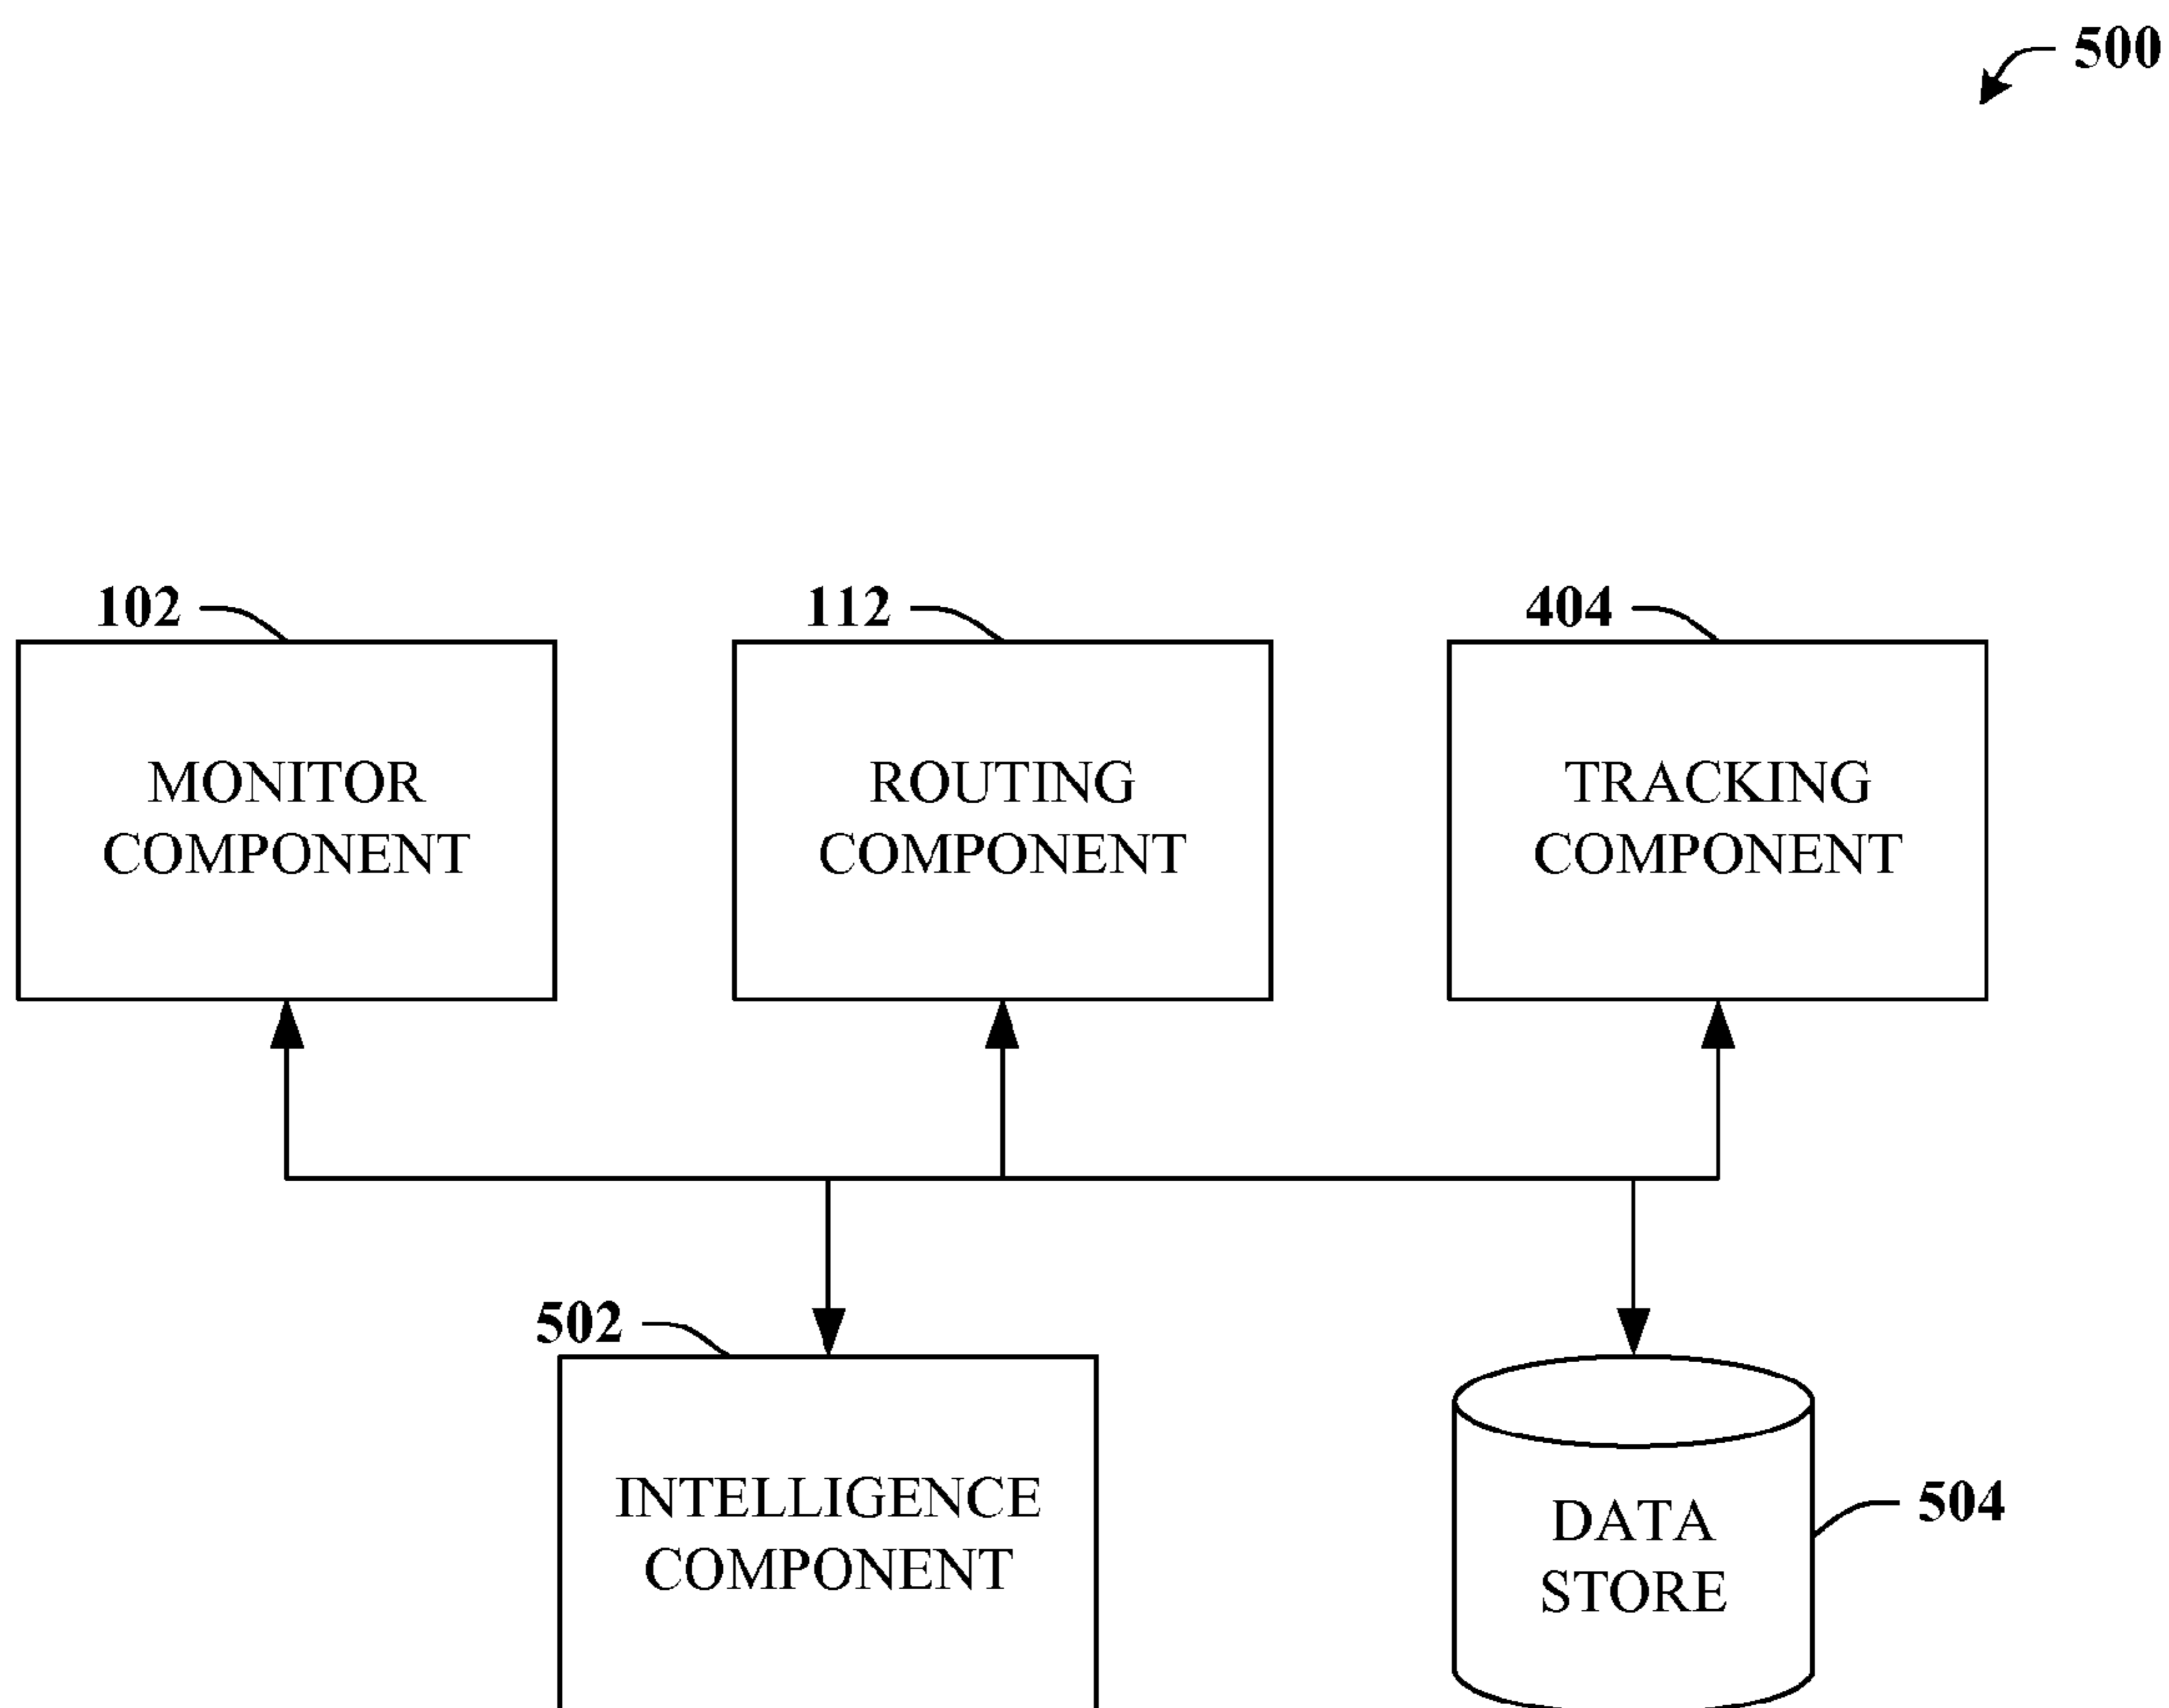 500
102
112
404
MONITOR
COMPONENT
ROUTING
COMPONENT
TRACKING
COMPONENT
502
INTELLIGENCE
COMPONENT
DATA
STORE
504